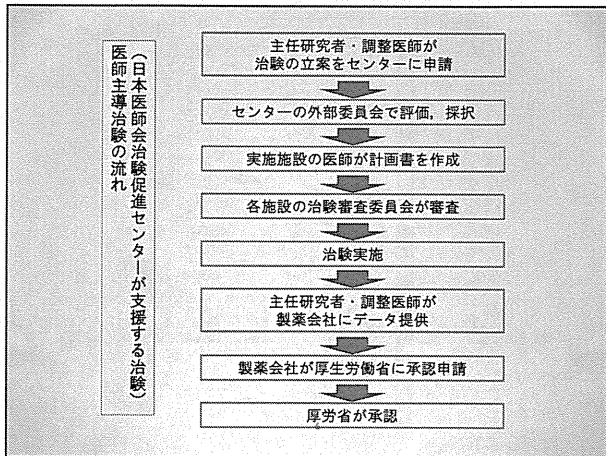 医師主導治験の流れ
（日本医師会治験促進センターが支援する治験）
主任研究者・調整医師が
治験の立案をセンターに申請
センターの外部委員会で評価，採択
実施施設の医師が計画書を作成
各施設の治験審査委員会が審査
治験実施
主任研究者・調整医師が
製薬会社にデータ提供
製薬会社が厚生労働省に承認申請
厚労省が承認